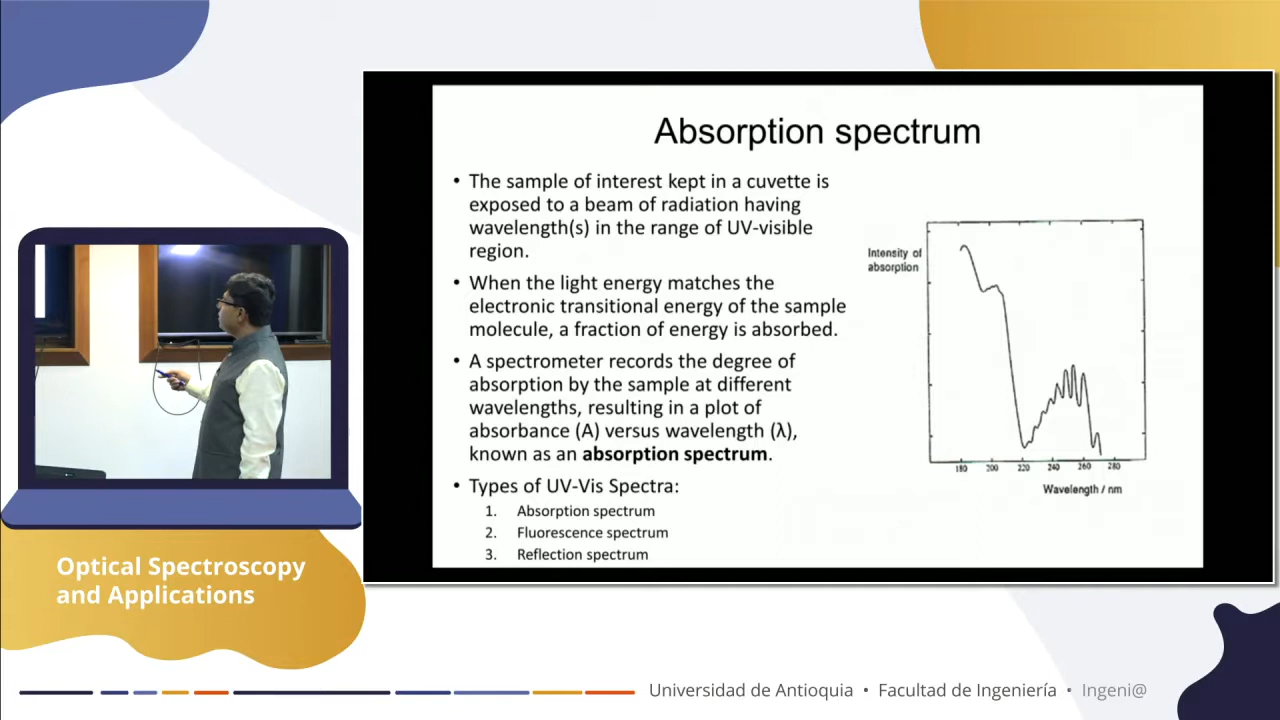 Absorption spectrum
• The sample of interest kept in a cuvette is
exposed to a beam of radiation having
wavelength(s) in the range of UV-visible
region.
• When the light energy matches the
electronic transitional energy of the sample
molecule, a fraction of energy is absorbed.
• A spectrometer records the degree of
absorption by the sample at different
wavelengths, resulting in a plot of
absorbance (A) versus wavelength (λ),
known as an absorption spectrum.
• Types of UV-Vis Spectra:
1. Absorption spectrum
2. Fluorescence spectrum
3. Reflection spectrum
Intensity of
absorption
180 200 220 240 260 280
Wavelength / nm
Optical Spectroscopy
and Applications
Universidad de Antioquia • Facultad de Ingeniería • Ingeni@